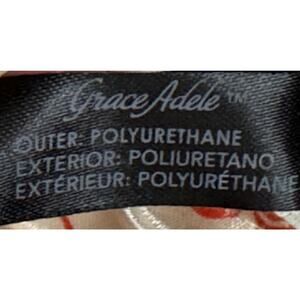 Grace Adele™
OUTER: POLYURETHANE
EXTERIOR: POLIURETANO
EXTÉRIEUR: POLYURÉTHANE